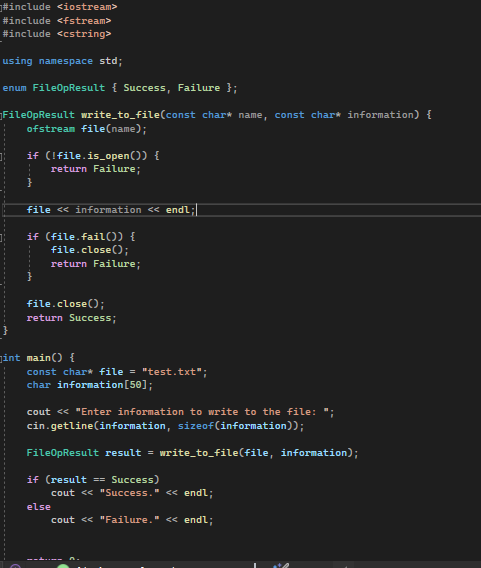 #include <iostream>
#include <fstream>
#include <cstring>
using namespace std;
enum FileOpResult { Success, Failure };
FileOpResult write_to_file(const char* name, const char* information) {
ofstream file(name);
if (!file.is_open()) {
return Failure;
}
file << information << endl;
if (file.fail()) {
file.close();
return Failure;
}
file.close();
return Success;
}
int main() {
const char* file = "test.txt";
char information[50];
cout << "Enter information to write to the file: ";
cin.getline(information, sizeof(information));
FileOpResult result = write_to_file(file, information);
if (result == Success)
cout << "Success." << endl;
else
cout << "Failure." << endl;